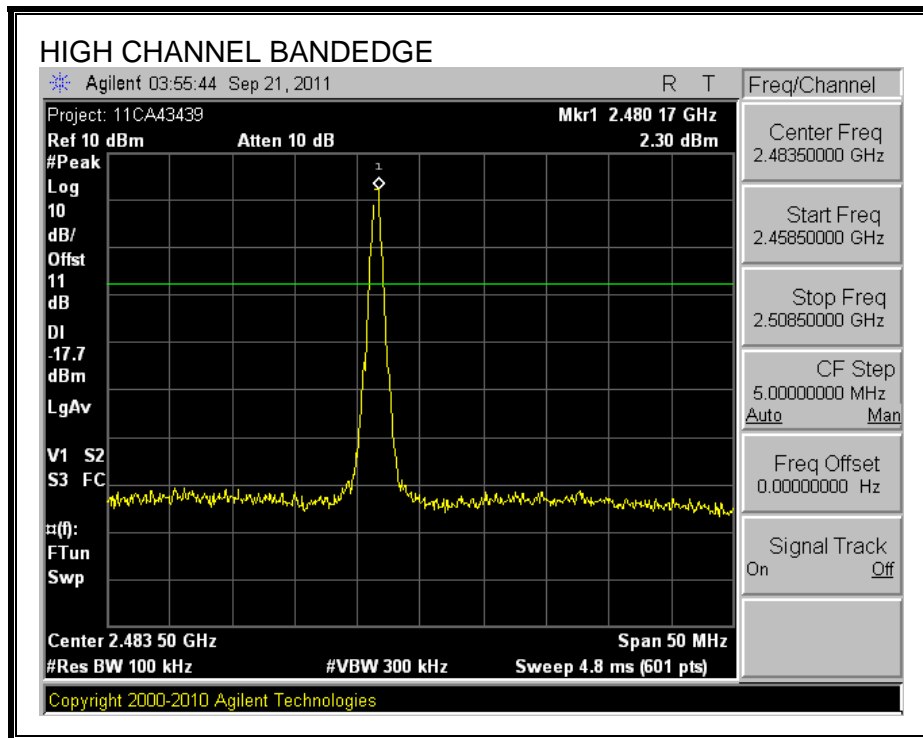 HIGH CHANNEL BANDEDGE
Agilent 03:55:44 Sep 21, 2011 R T
Project: 11CA43439 Mkr1 2.480 17 GHz
Ref 10 dBm Atten 10 dB 2.30 dBm
#Peak
Log
10
dB/
Offst
11
dB
DI
-17.7
dBm
LgAv
V1 S2
S3 FC
¤(f):
FTun
Swp
1
Center 2.483 50 GHz Span 50 MHz
#Res BW 100 kHz #VBW 300 kHz Sweep 4.8 ms (601 pts)
Copyright 2000-2010 Agilent Technologies
Freq/Channel
Center Freq
2.48350000 GHz
Start Freq
2.45850000 GHz
Stop Freq
2.50850000 GHz
CF Step
5.00000000 MHz
Auto Man
Freq Offset
0.00000000 Hz
Signal Track
On Off